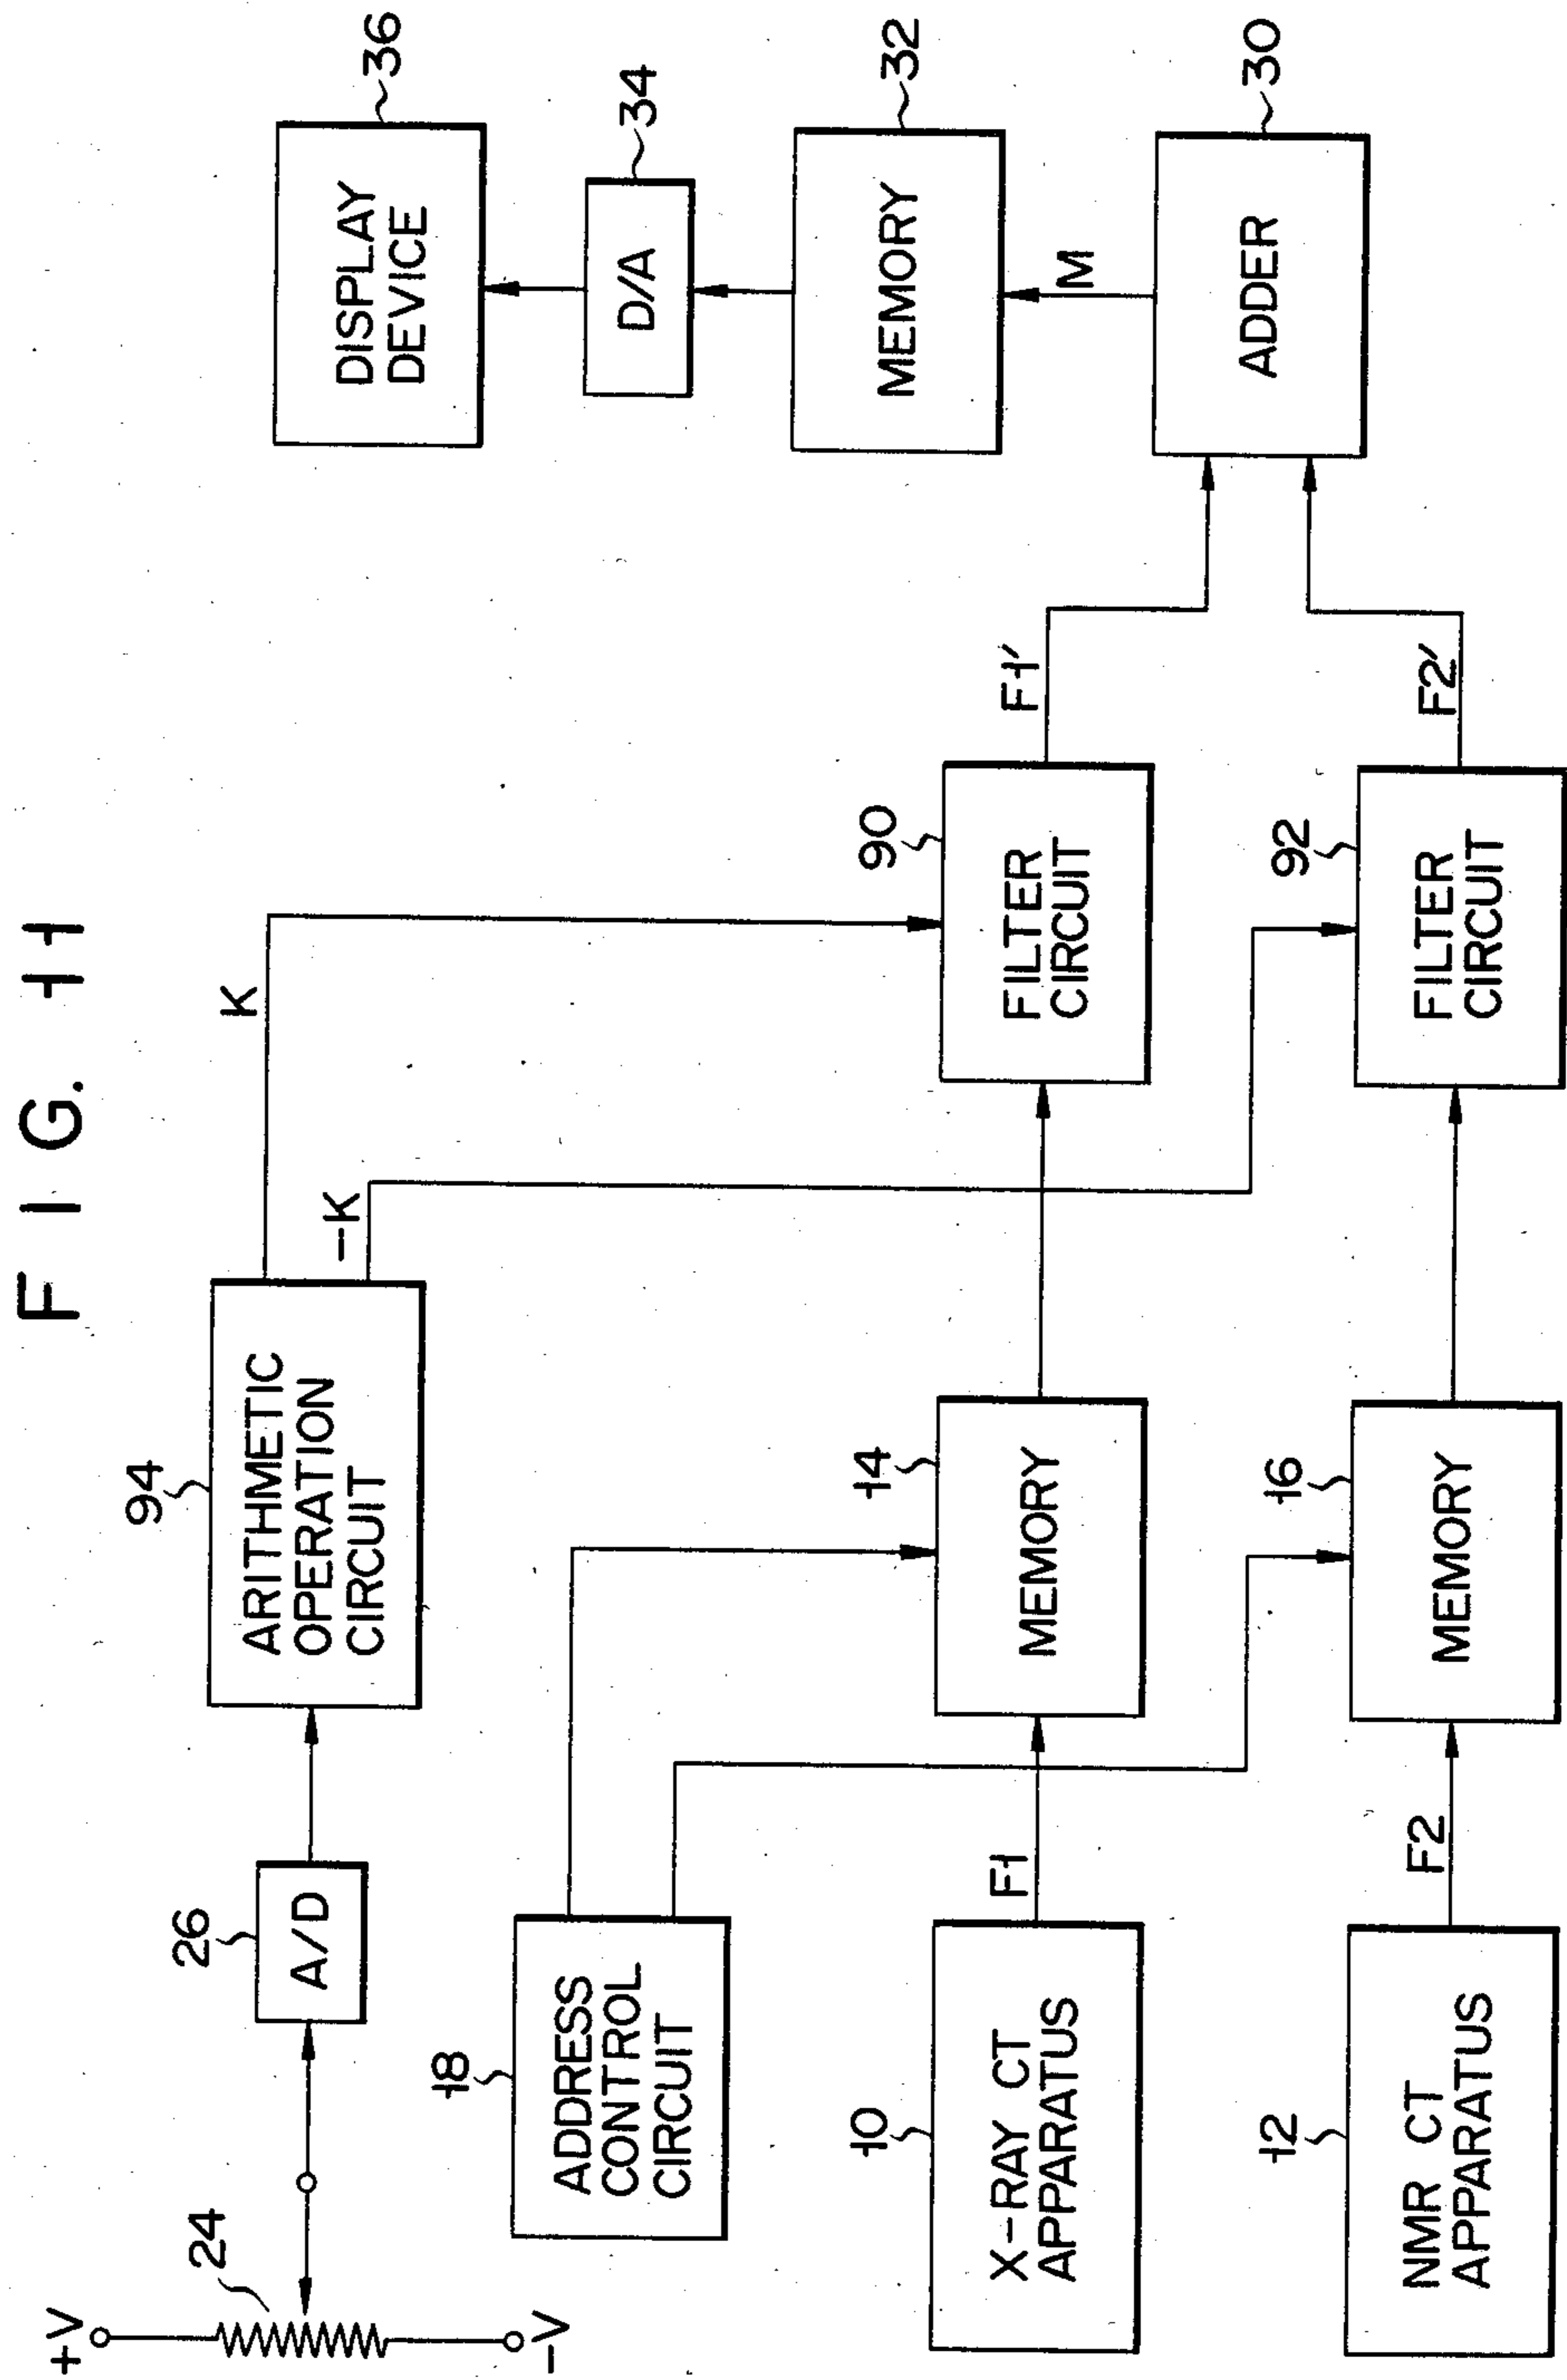 FIG. 11
+V
24
-V
26
A/D
94
ARITHMETIC
OPERATION
CIRCUIT
K
-K
18
ADDRESS
CONTROL
CIRCUIT
10
X-RAY CT
APPARATUS
F1
14
MEMORY
90
FILTER
CIRCUIT
F1'
12
NMR CT
APPARATUS
F2
16
MEMORY
92
FILTER
CIRCUIT
F2'
DISPLAY
DEVICE
36
D/A
34
MEMORY
32
M
ADDER
30